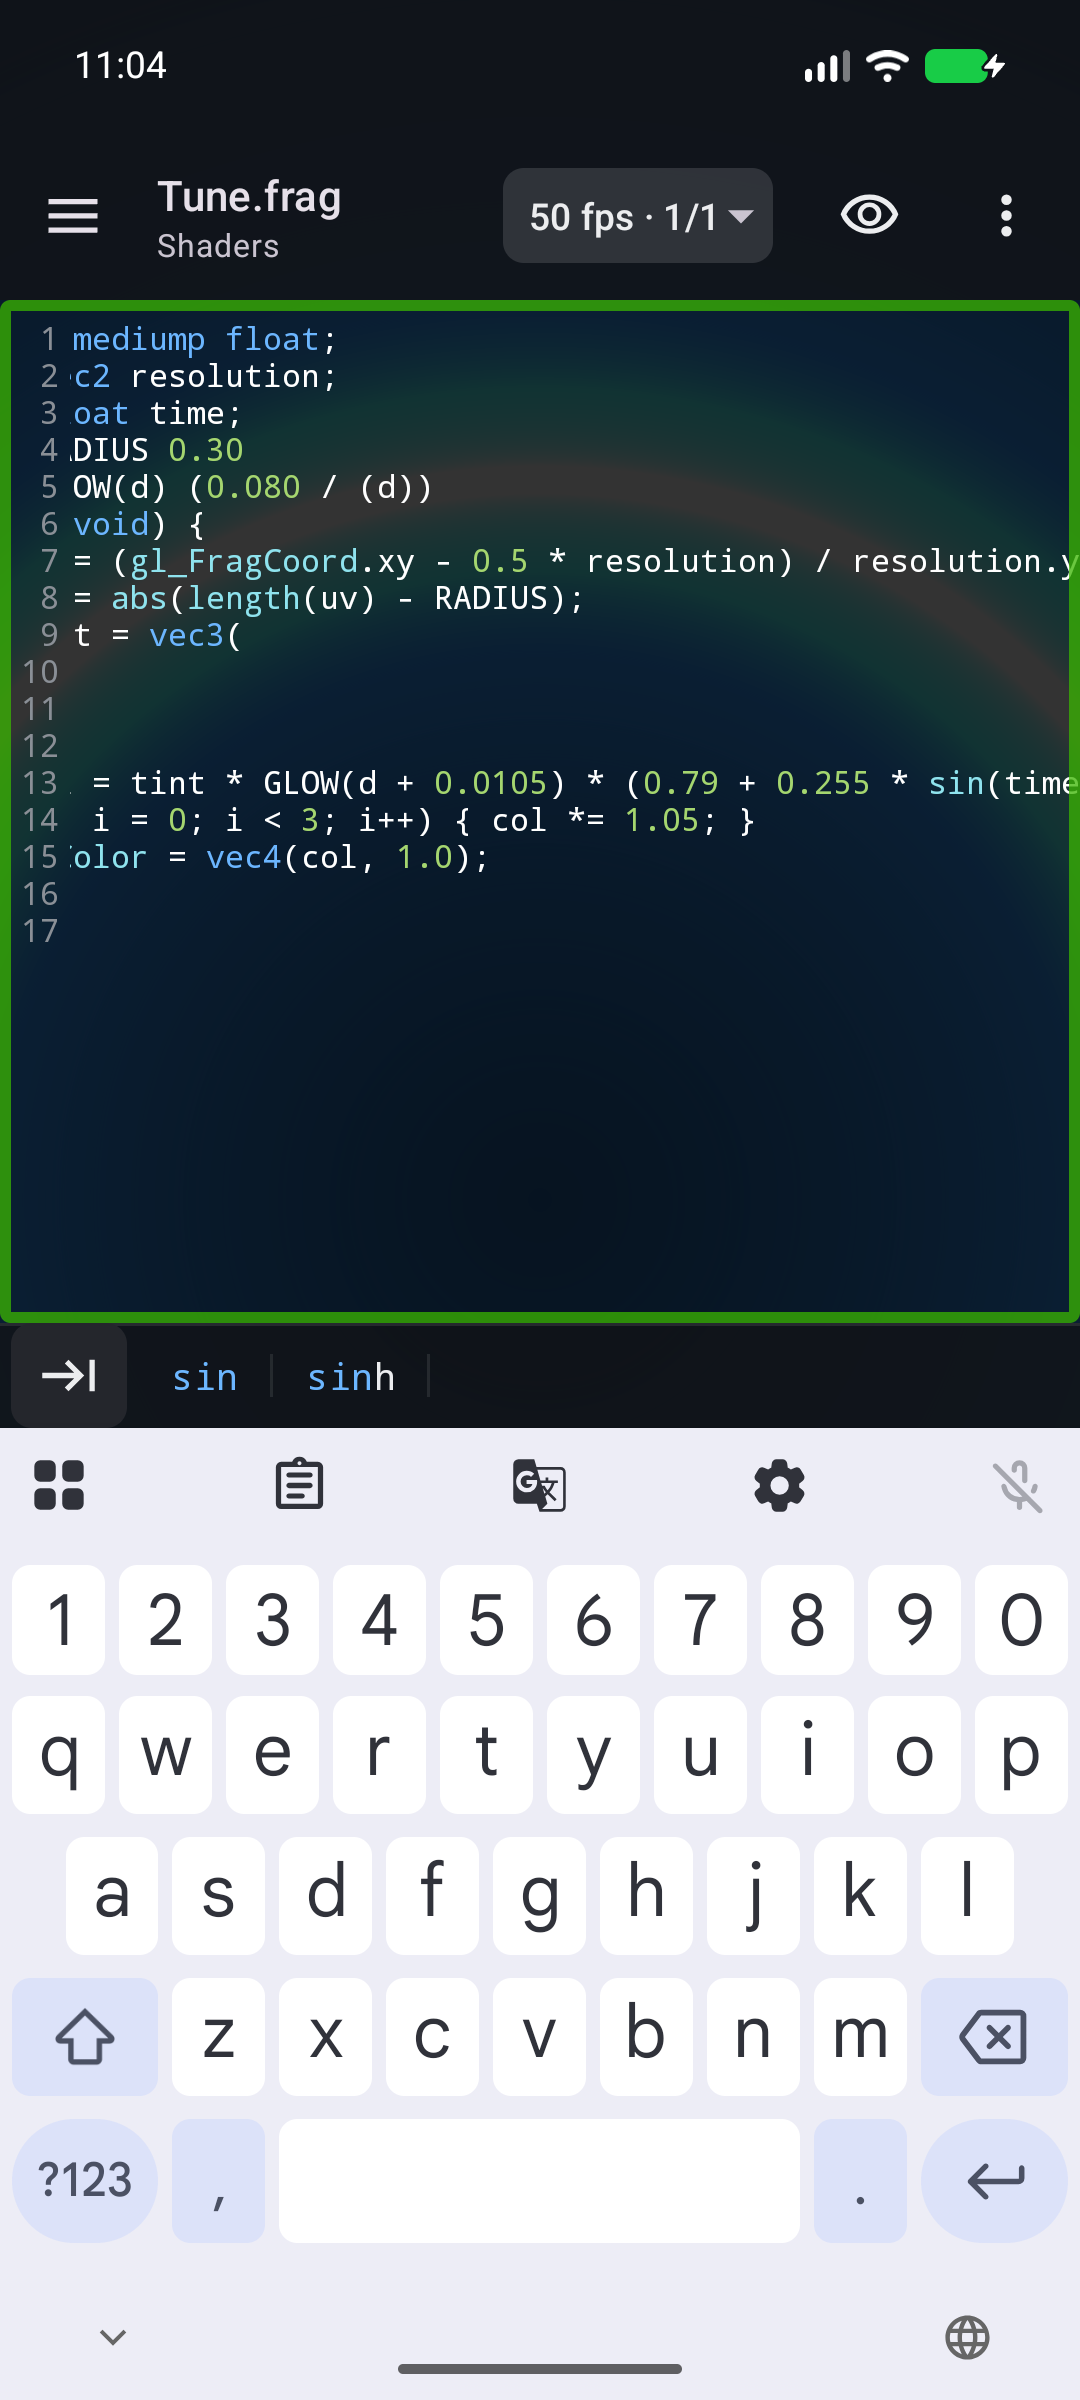 11:04
Tune.frag
Shaders
50 fps · 1/1
1 mediump float;
2 c2 resolution;
3 oat time;
4 DIUS 0.30
5 OW(d) (0.080 / (d))
6 void) {
7 = (gl_FragCoord.xy - 0.5 * resolution) / resolution.y
8 = abs(length(uv) - RADIUS);
9 t = vec3(
10
11
12
13 = tint * GLOW(d + 0.0105) * (0.79 + 0.255 * sin(time
14 i = 0; i < 3; i++) { col *= 1.05; }
15 olor = vec4(col, 1.0);
16
17
sin sinh
1 2 3 4 5 6 7 8 9 0
q w e r t y u i o p
a s d f g h j k l
z x c v b n m
?123 , .